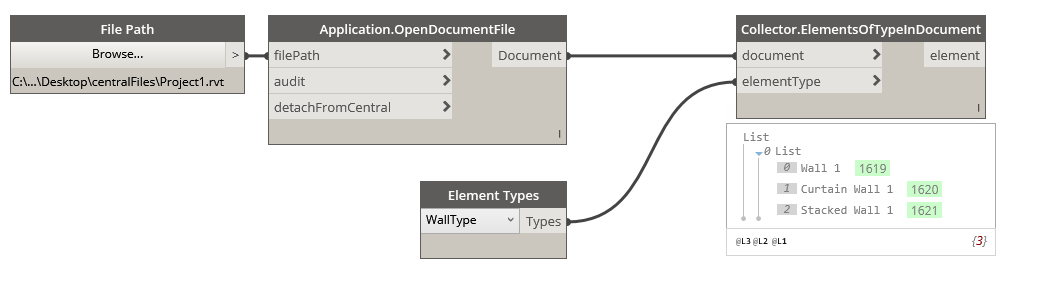 File Path
Browse...
>
C:\...\Desktop\centralFiles\Project1.rvt
Application.OpenDocumentFile
filePath > Document
audit >
detachFromCentral >
l
Element Types
WallType Types
Collector.ElementsOfTypeInDocument
document > element
elementType >
l
List
0 List
0 Wall 1 1619
1 Curtain Wall 1 1620
2 Stacked Wall 1 1621
@L3 @L2 @L1 {3}